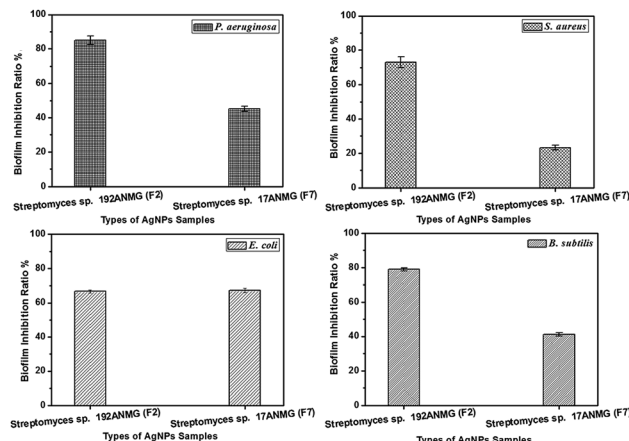 P. aeruginosa
Biofilm Inhibition Ratio %
100
80
60
40
20
0
Streptomyces sp. 192ANMG (F2)
Streptomyces sp. 17ANMG (F7)
Types of AgNPs Samples
S. aureus
Biofilm Inhibition Ratio %
100
80
60
40
20
0
Streptomyces sp. 192ANMG (F2)
Streptomyces sp. 17ANMG (F7)
Types of AgNPs Samples
E. coli
Biofilm Inhibition Ratio %
100
80
60
40
20
0
Streptomyces sp. 192ANMG (F2)
Streptomyces sp. 17ANMG (F7)
Types of AgNPs Samples
B. subtilis
Biofilm Inhibition Ratio %
100
80
60
40
20
0
Streptomyces sp. 192ANMG (F2)
Streptomyces sp. 17ANMG (F7)
Types of AgNPs Samples